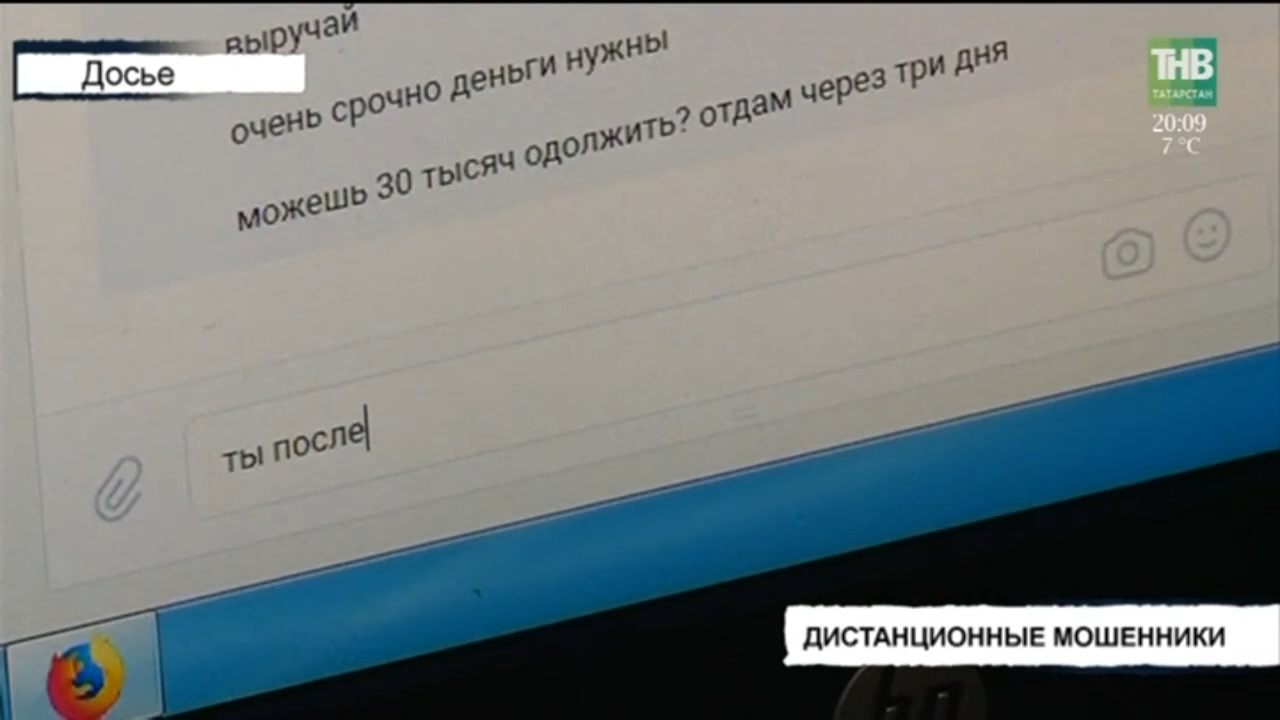 выручай
Досье
очень срочно деньги нужны
можешь 30 тысяч одолжить? отдам через три дня
ТНВ
ТАТАРСТАН
20:09
7 °C
ты после
ДИСТАНЦИОННЫЕ МОШЕННИКИ
hp